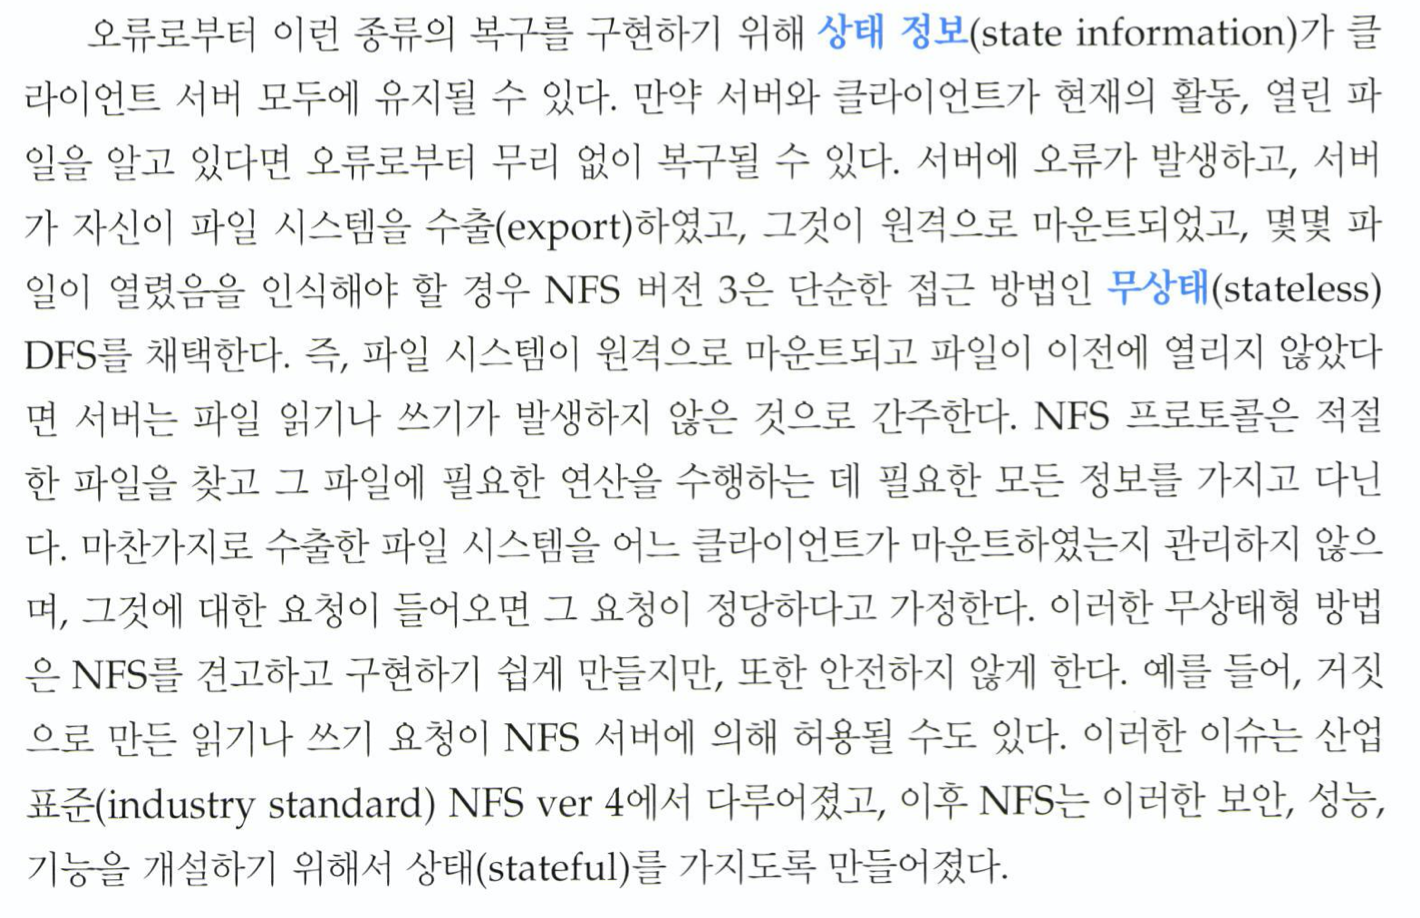 오류로부터 이런 종류의 복구를 구현하기 위해 상태 정보(state information)가 클
라이언트 서버 모두에 유지될 수 있다. 만약 서버와 클라이언트가 현재의 활동, 열린 파
일을 알고 있다면 오류로부터 무리 없이 복구될 수 있다. 서버에 오류가 발생하고, 서버
가 자신이 파일 시스템을 수출(export)하였고, 그것이 원격으로 마운트되었고, 몇몇 파
일이 열렸음을 인식해야 할 경우 NFS 버전 3은 단순한 접근 방법인 무상태(stateless)
DFS를 채택한다. 즉, 파일 시스템이 원격으로 마운트되고 파일이 이전에 열리지 않았다
면 서버는 파일 읽기나 쓰기가 발생하지 않은 것으로 간주한다. NFS 프로토콜은 적절
한 파일을 찾고 그 파일에 필요한 연산을 수행하는 데 필요한 모든 정보를 가지고 다닌
다. 마찬가지로 수출한 파일 시스템을 어느 클라이언트가 마운트하였는지 관리하지 않으
며, 그것에 대한 요청이 들어오면 그 요청이 정당하다고 가정한다. 이러한 무상태형 방법
은 NFS를 견고하고 구현하기 쉽게 만들지만, 또한 안전하지 않게 한다. 예를 들어, 거짓
으로 만든 읽기나 쓰기 요청이 NFS 서버에 의해 허용될 수도 있다. 이러한 이슈는 산업
표준(industry standard) NFS ver 4에서 다루어졌고, 이후 NFS는 이러한 보안, 성능,
기능을 개설하기 위해서 상태(stateful)를 가지도록 만들어졌다.